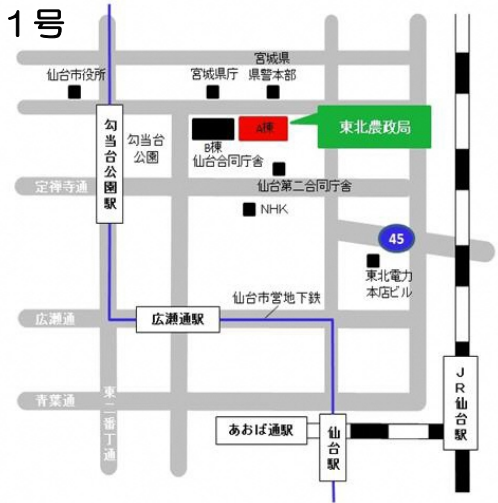 1号
宮城県
県警本部
仙台市役所
宮城県庁
勾当台公園駅
勾当台
公園
A棟
東北農政局
B棟
仙台合同庁舎
仙台第二合同庁舎
定禅寺通
NHK
45
東北電力
本店ビル
仙台市営地下鉄
広瀬通
広瀬通駅
JR仙台駅
青葉通
東二番丁通
あおば通駅
仙台駅